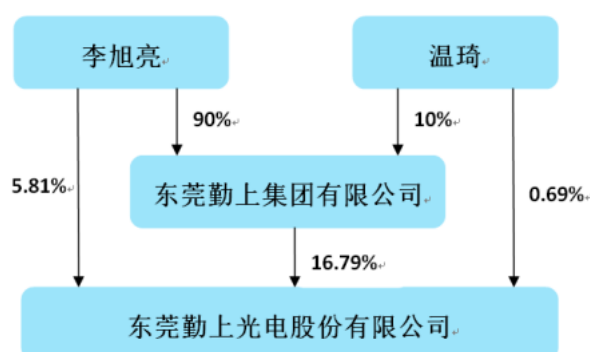 李旭亮
温琦
90%
10%
5.81%
东莞勤上集团有限公司
0.69%
16.79%
东莞勤上光电股份有限公司